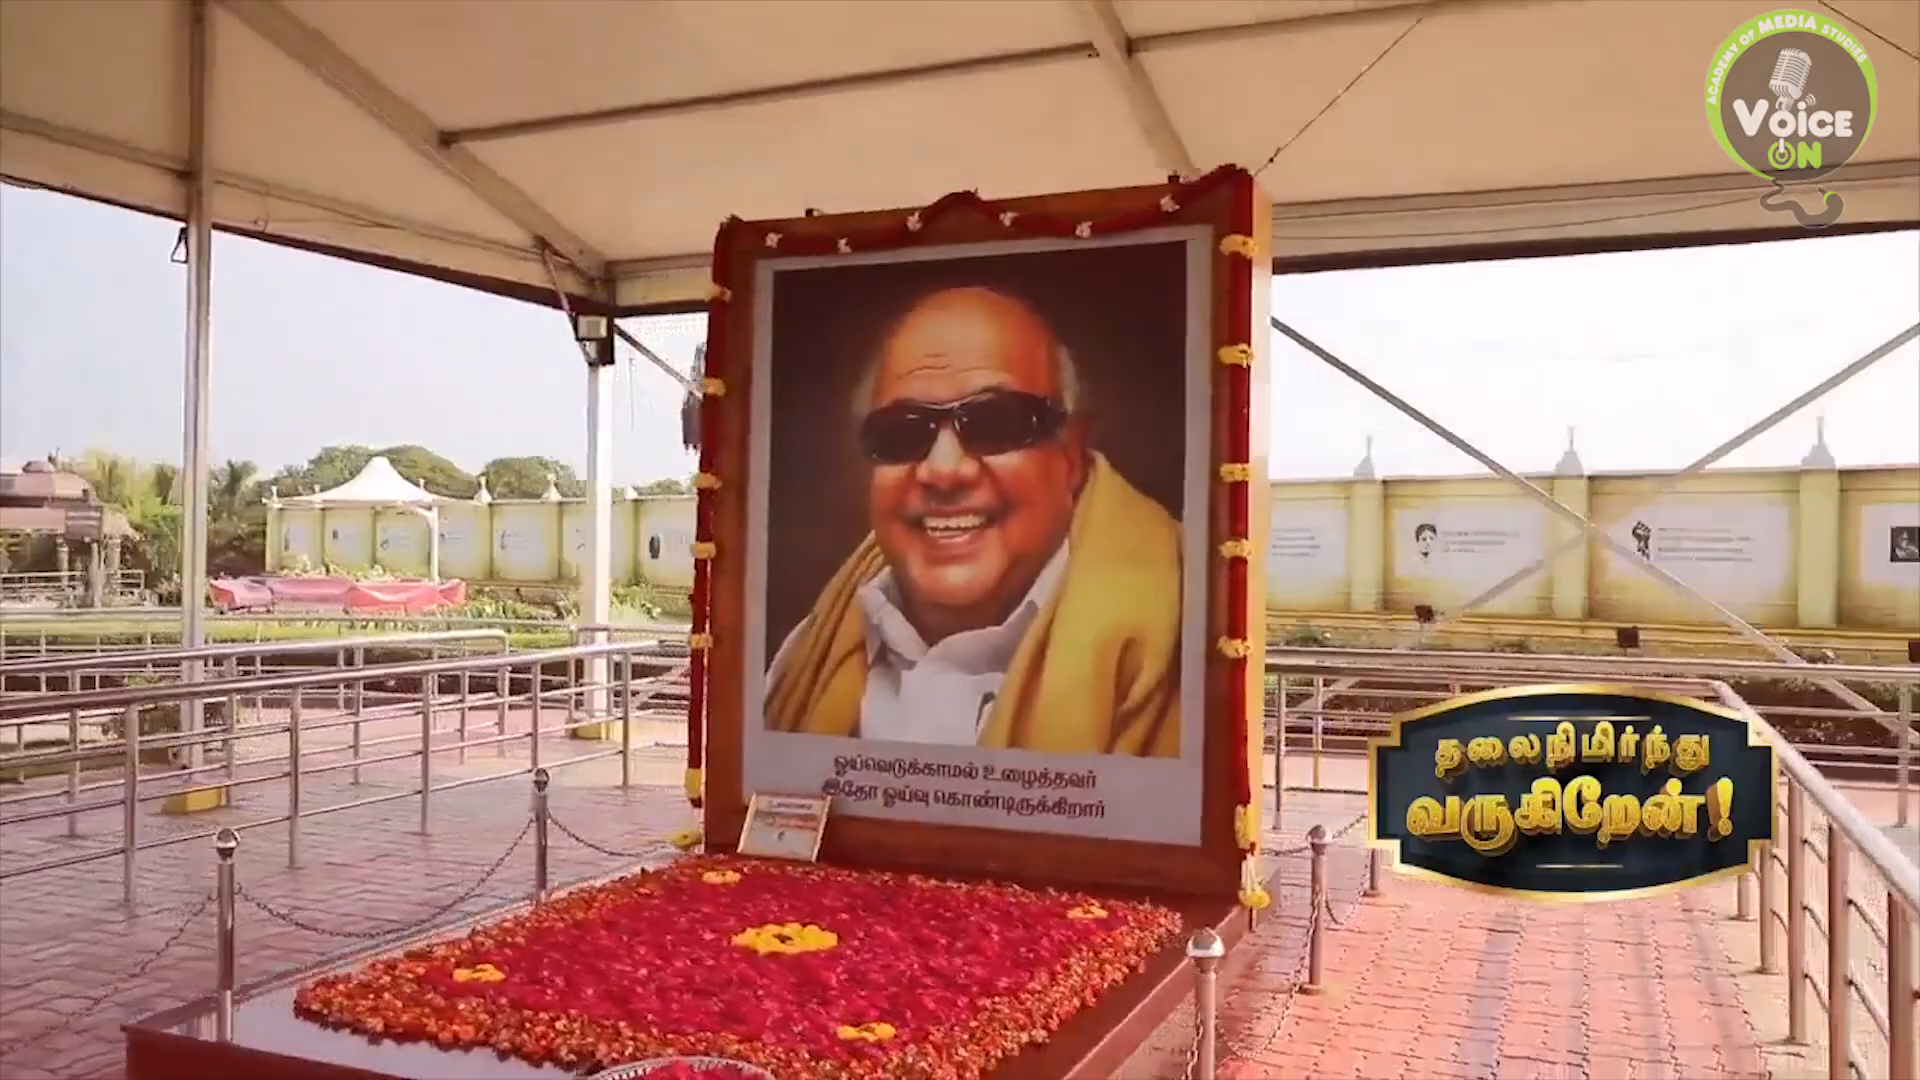 ACADEMY OF MEDIA STUDIES
VOICE
ON
ஓய்வெடுக்காமல் உழைத்தவர்
இதோ ஓய்வு கொண்டிருக்கிறார்
தலைநிமிர்ந்து
வருகிறேன்!